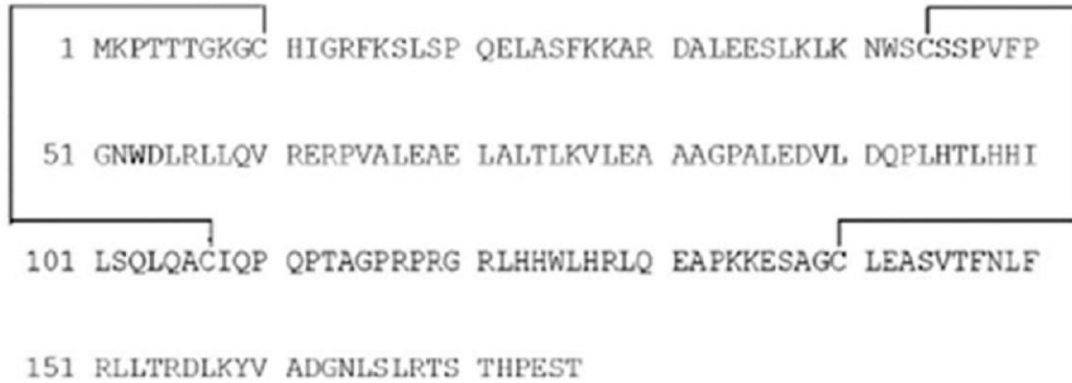 1 MKPTTTGKGC HIGRFKSLSP QELASFKKAR DALEESLKLK NWSCSSPVFP
51 GNWDLRLLQV RERPVALEAE LALTLKVLEA AAGPALEDVL DQPLHTLHHI
101 LSQLQACIQP QPTAGPRPRG RLHHWLHRLQ EAPKKESAGC LEASVTFNLF
151 RLLTRDLKYV ADGNLSLRTS THPEST